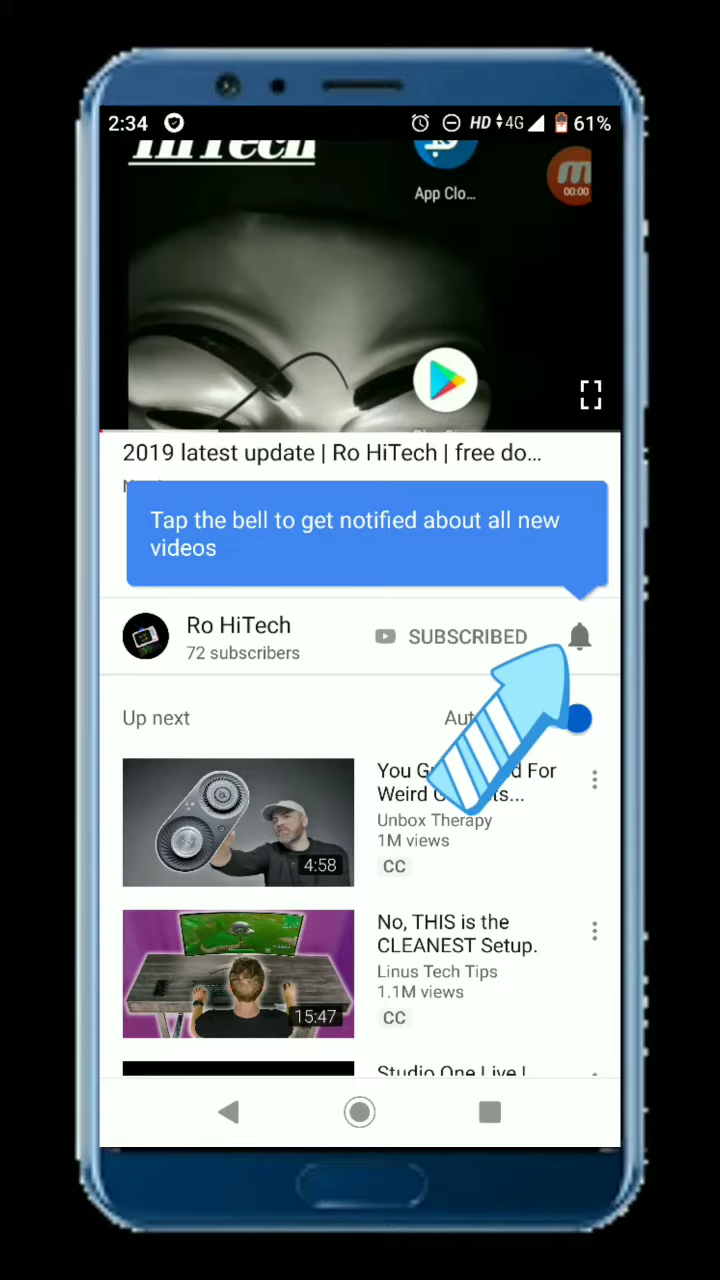 2:34 HD 4G 61%
HiTech
App Clo...
00:00
2019 latest update | Ro HiTech | free do...
Tap the bell to get notified about all new
videos
Ro HiTech
SUBSCRIBED
72 subscribers
Up next
Aut
You G d For
Weird G ts...
Unbox Therapy
1M views
CC
4:58
No, THIS is the
CLEANEST Setup.
Linus Tech Tips
1.1M views
CC
15:47
Studio One Live |